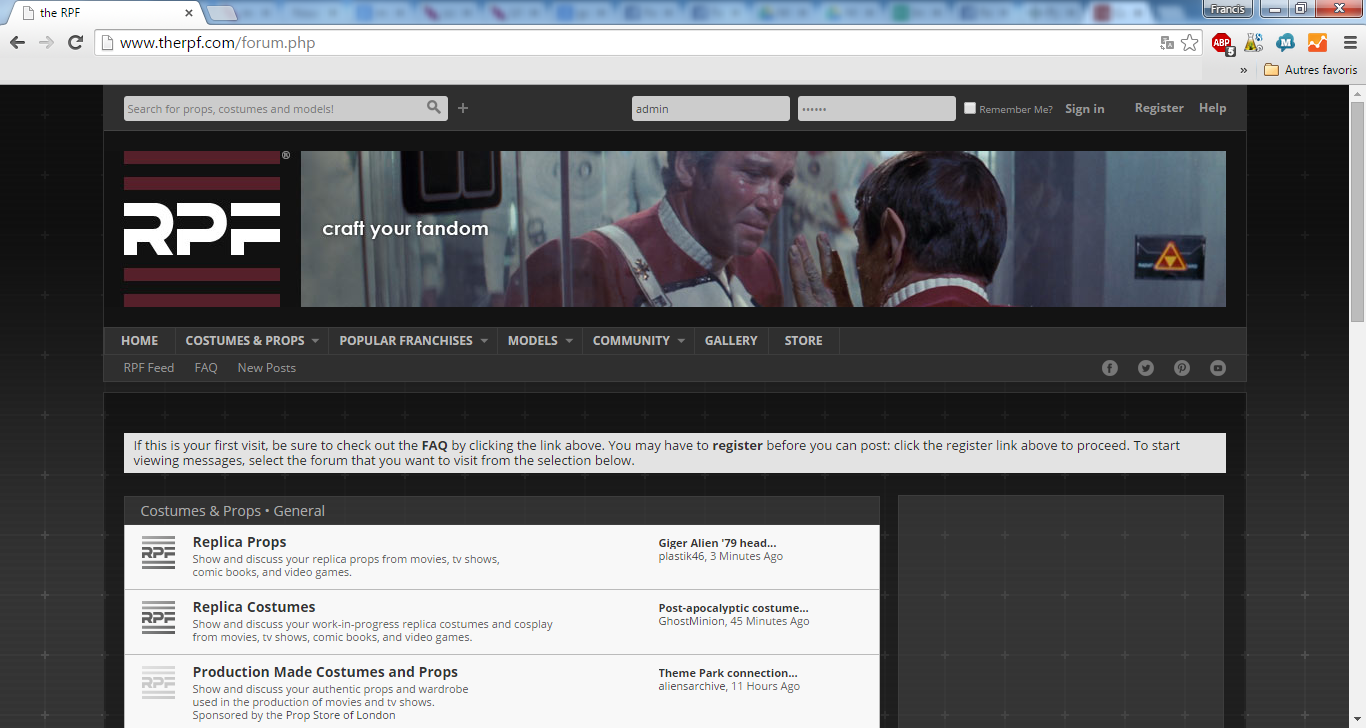 the RPF
Francis
www.therpf.com/forum.php
ABP
5
M
» Autres favoris
Search for props, costumes and models!
admin
••••••
Remember Me?
Sign in
Register
Help
RPF®
craft your fandom
HOME COSTUMES & PROPS POPULAR FRANCHISES MODELS COMMUNITY GALLERY STORE
RPF Feed FAQ New Posts
If this is your first visit, be sure to check out the FAQ by clicking the link above. You may have to register before you can post: click the register link above to proceed. To start
viewing messages, select the forum that you want to visit from the selection below.
Costumes & Props • General
RPF
Replica Props
Show and discuss your replica props from movies, tv shows,
comic books, and video games.
Giger Alien '79 head...
plastik46, 3 Minutes Ago
RPF
Replica Costumes
Show and discuss your work-in-progress replica costumes and cosplay
from movies, tv shows, comic books, and video games.
Post-apocalyptic costume...
GhostMinion, 45 Minutes Ago
RPF
Production Made Costumes and Props
Show and discuss your authentic props and wardrobe
used in the production of movies and tv shows.
Sponsored by the Prop Store of London
Theme Park connection...
aliensarchive, 11 Hours Ago